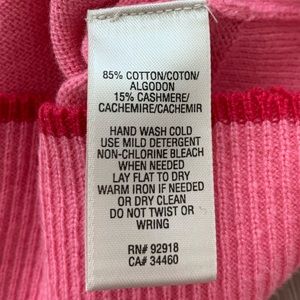 85% COTTON/COTON/
ALGODON
15% CASHMERE/
CACHEMIRE/CACHEMIR
HAND WASH COLD
USE MILD DETERGENT
NON-CHLORINE BLEACH
WHEN NEEDED
LAY FLAT TO DRY
WARM IRON IF NEEDED
OR DRY CLEAN
DO NOT TWIST OR
WRING
RN# 92918
CA# 34460